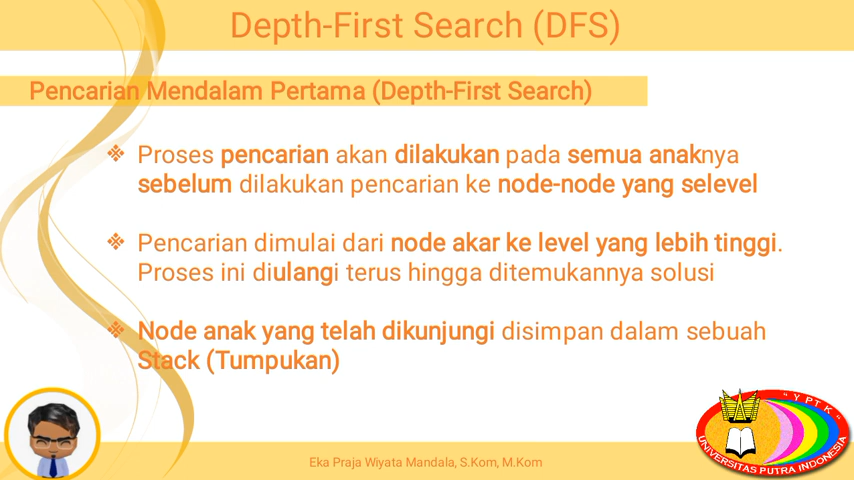 Depth-First Search (DFS)
Pencarian Mendalam Pertama (Depth-First Search)
❖ Proses pencarian akan dilakukan pada semua anaknya
sebelum dilakukan pencarian ke node-node yang selevel
❖ Pencarian dimulai dari node akar ke level yang lebih tinggi.
Proses ini diulangi terus hingga ditemukannya solusi
❖ Node anak yang telah dikunjungi disimpan dalam sebuah
Stack (Tumpukan)
Eka Praja Wiyata Mandala, S.Kom, M.Kom
" Y P T K "
UNIVERSITAS PUTRA INDONESIA